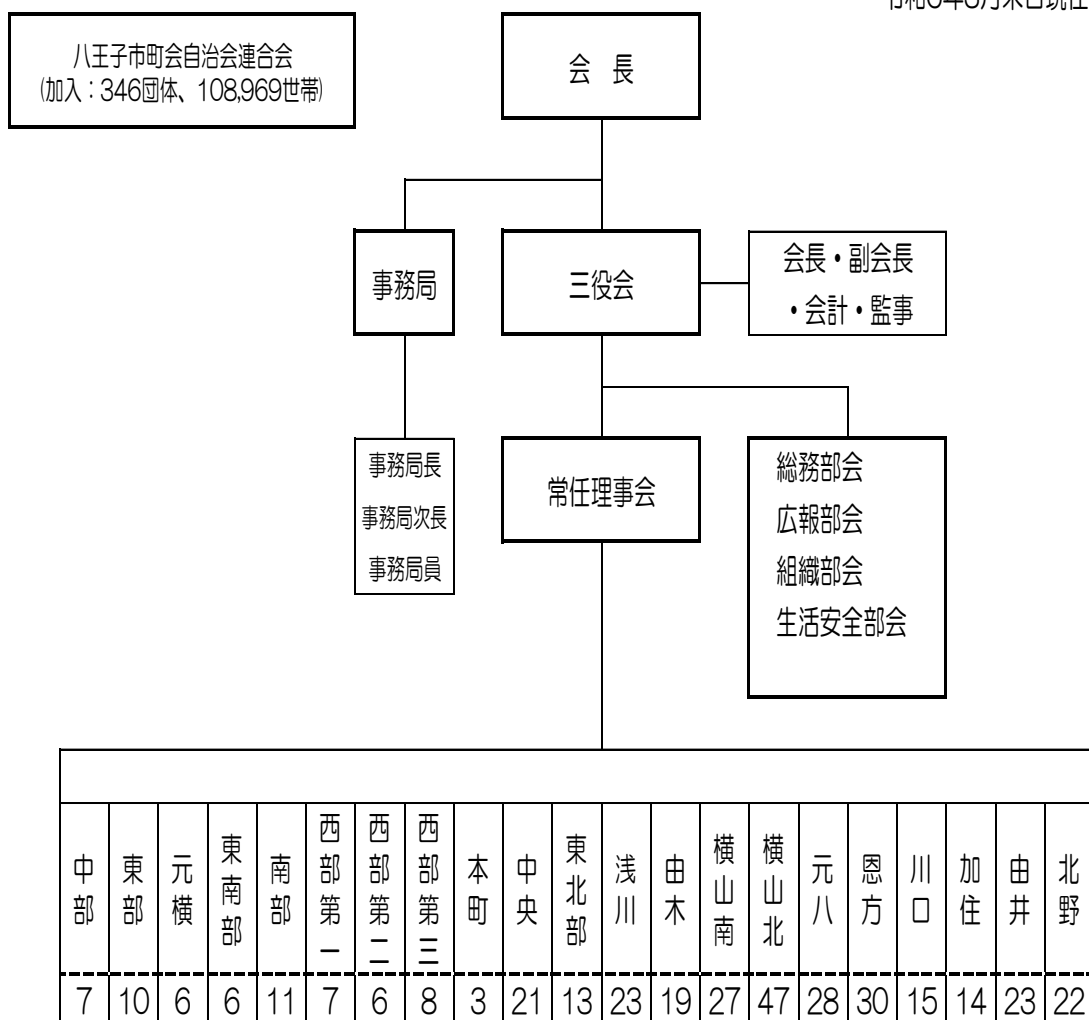 八王子市町会自治会連合会
(加入：346団体、108,969世帯)
会 長
事務局
三役会
会長・副会長
・会計・監事
事務局長
事務局次長
事務局員
常任理事会
総務部会
広報部会
組織部会
生活安全部会
中部 東部 元横 東南部 南部 西部第一 西部第二 西部第三 本町 中央 東北部 浅川 由木 横山南 横山北 元八 恩方 川口 加住 由井 北野
7 10 6 6 11 7 6 8 3 21 13 23 19 27 47 28 30 15 14 23 22